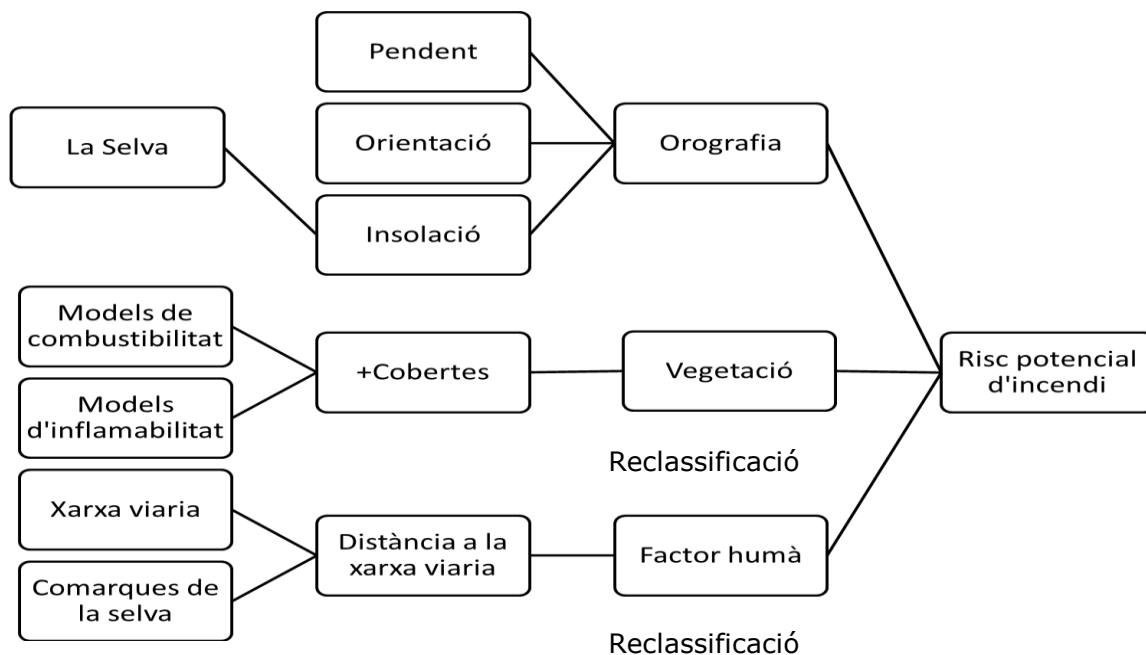 Pendent
La Selva
Orientació
Orografia
Insolació
Models de
combustibilitat
+Cobertes
Vegetació
Risc potencial
d'incendi
Models
d'inflamabilitat
Reclassificació
Xarxa viaria
Distància a la
xarxa viaria
Factor humà
Comarques de
la selva
Reclassificació